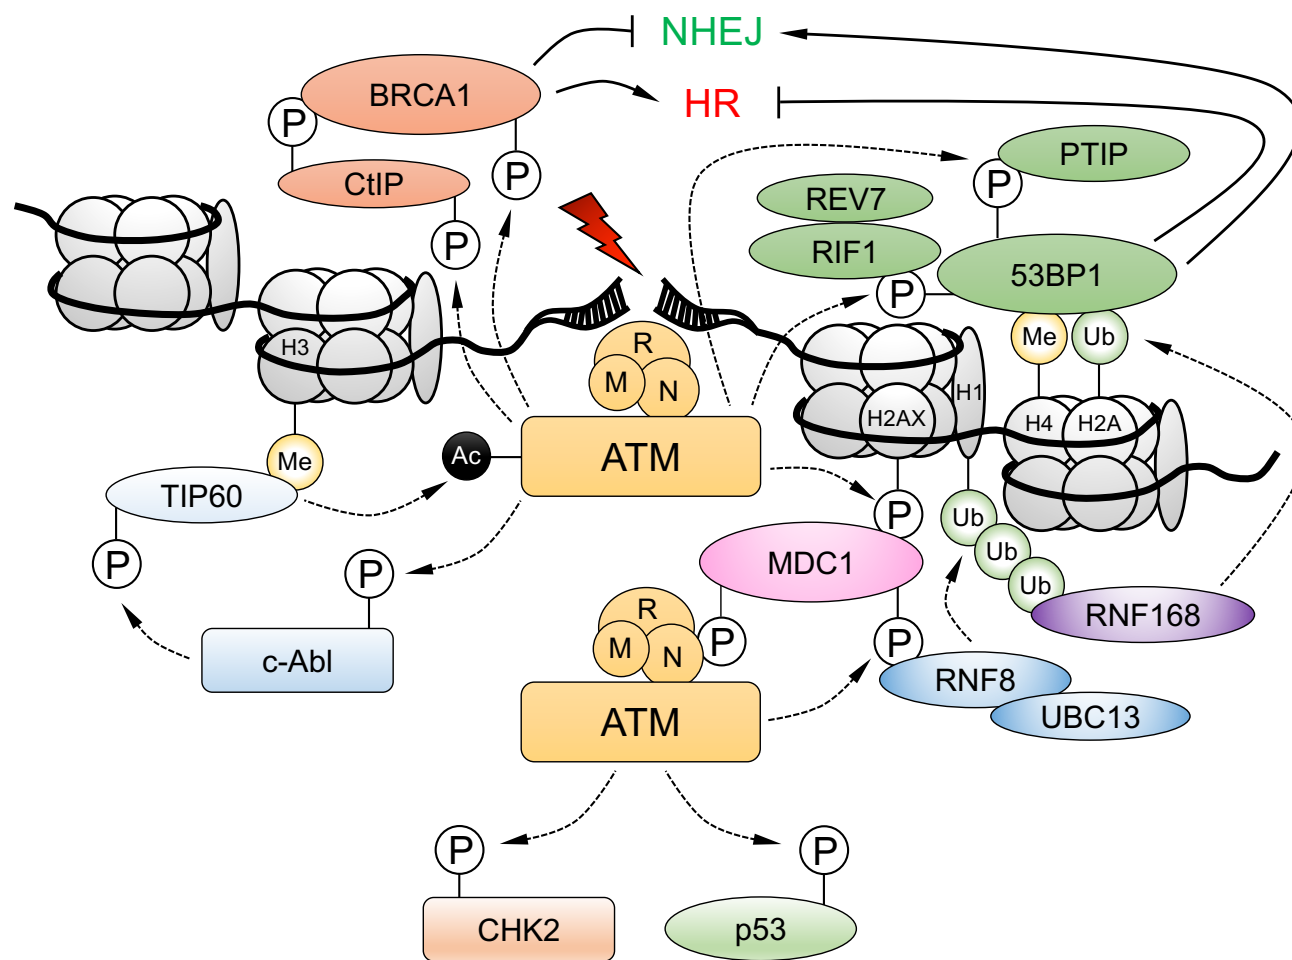 NHEJ
BRCA1
HR
P
CtIP
P
P
PTIP
P
REV7
RIF1
53BP1
P
P
Me
Ub
R
M
N
H3
H2AX
H1
H4
H2A
ATM
Ac
Me
TIP60
P
P
P
Ub
Ub
Ub
MDC1
RNF168
R
M
N
P
P
c-Abl
RNF8
UBC13
ATM
P
P
CHK2
p53